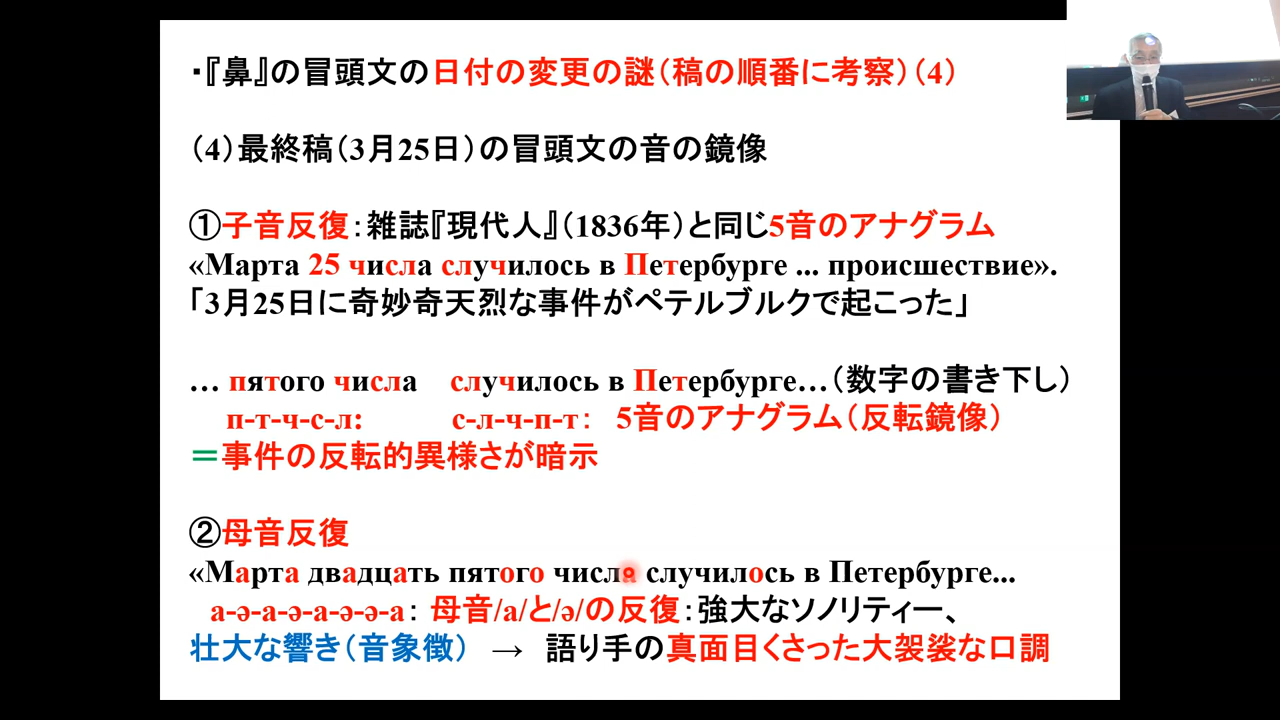 ・『鼻』の冒頭文の日付の変更の謎（稿の順番に考察）（4）
（4）最終稿（3月25日）の冒頭文の音の鏡像
①子音反復：雑誌『現代人』（1836年）と同じ5音のアナグラム
«Марта 25 числа случилось в Петербурге ... происшествие».
「3月25日に奇妙奇天烈な事件がペテルブルクで起こった」
… пятого числа случилось в Петербурге…（数字の書き下し）
п-т-ч-с-л: с-л-ч-п-т： 5音のアナグラム（反転鏡像）
＝事件の反転的異様さが暗示
②母音反復
«Марта двадцать пятого числа случилось в Петербурге...
а-ə-а-ə-а-ə-ə-а： 母音/a/と/ə/の反復：強大なソノリティー、
壮大な響き（音象徴） → 語り手の真面目くさった大袈裟な口調